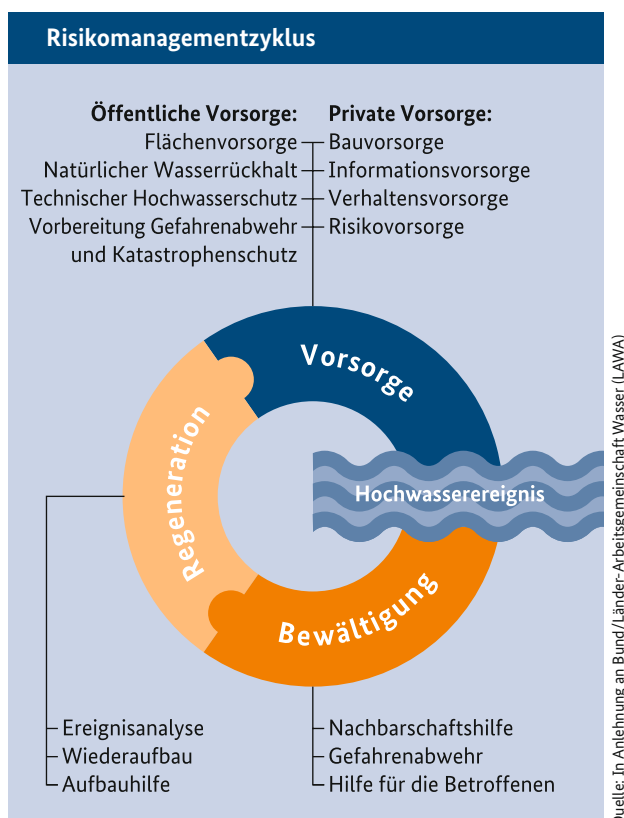 Risikomanagementzyklus
Öffentliche Vorsorge:
Flächenvorsorge
Natürlicher Wasserrückhalt
Technischer Hochwasserschutz
Vorbereitung Gefahrenabwehr
und Katastrophenschutz
Private Vorsorge:
Bauvorsorge
Informationsvorsorge
Verhaltensvorsorge
Risikovorsorge
Vorsorge
Hochwasserereignis
Regeneration
Bewältigung
Ereignisanalyse
Wiederaufbau
Aufbauhilfe
Nachbarschaftshilfe
Gefahrenabwehr
Hilfe für die Betroffenen
Quelle: In Anlehnung an Bund/Länder-Arbeitsgemeinschaft Wasser (LAWA)